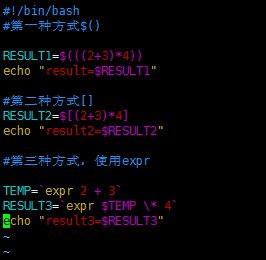 #!/bin/bash
#第一种方式$()
RESULT1=$(((2+3)*4))
echo "result=$RESULT1"
#第二种方式[]
RESULT2=$[(2+3)*4]
echo "result2=$RESULT2"
#第三种方式，使用expr
TEMP=`expr 2 + 3`
RESULT3=`expr $TEMP \* 4`
echo "result3=$RESULT3"
~
~